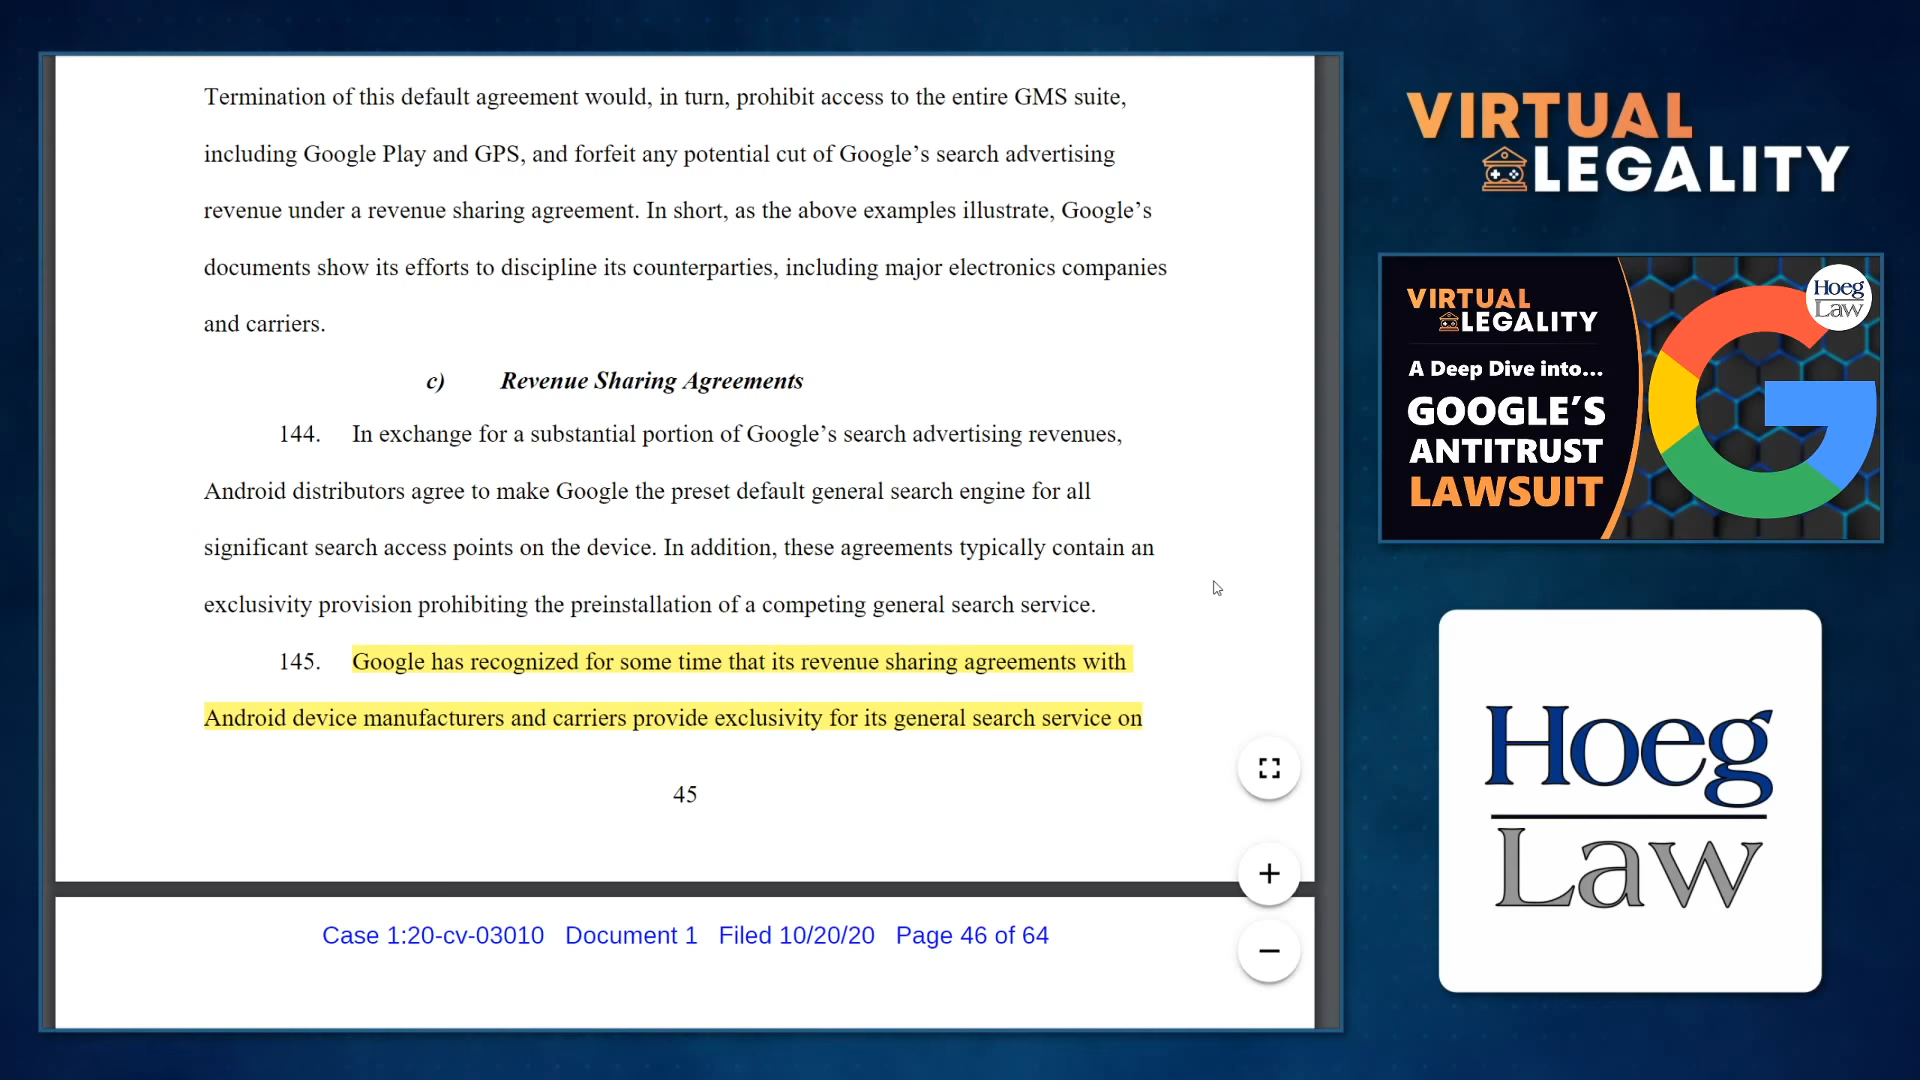 Termination of this default agreement would, in turn, prohibit access to the entire GMS suite,
including Google Play and GPS, and forfeit any potential cut of Google’s search advertising
revenue under a revenue sharing agreement. In short, as the above examples illustrate, Google’s
documents show its efforts to discipline its counterparties, including major electronics companies
and carriers.
c) Revenue Sharing Agreements
144. In exchange for a substantial portion of Google’s search advertising revenues,
Android distributors agree to make Google the preset default general search engine for all
significant search access points on the device. In addition, these agreements typically contain an
exclusivity provision prohibiting the preinstallation of a competing general search service.
145. Google has recognized for some time that its revenue sharing agreements with
Android device manufacturers and carriers provide exclusivity for its general search service on
45
Case 1:20-cv-03010 Document 1 Filed 10/20/20 Page 46 of 64
VIRTUAL
LEGALITY
VIRTUAL
LEGALITY
A Deep Dive into...
GOOGLE’S
ANTITRUST
LAWSUIT
Hoeg
Law
Hoeg
Law